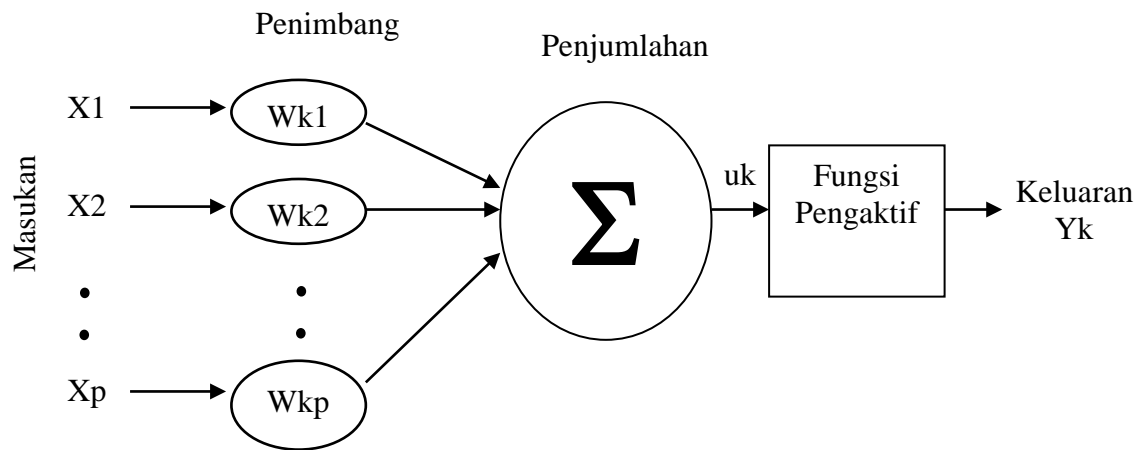 Penimbang
Penjumlahan
Masukan
X1
Wk1
X2
Wk2
Xp
Wkp
Σ
uk
Fungsi
Pengaktif
Keluaran
Yk